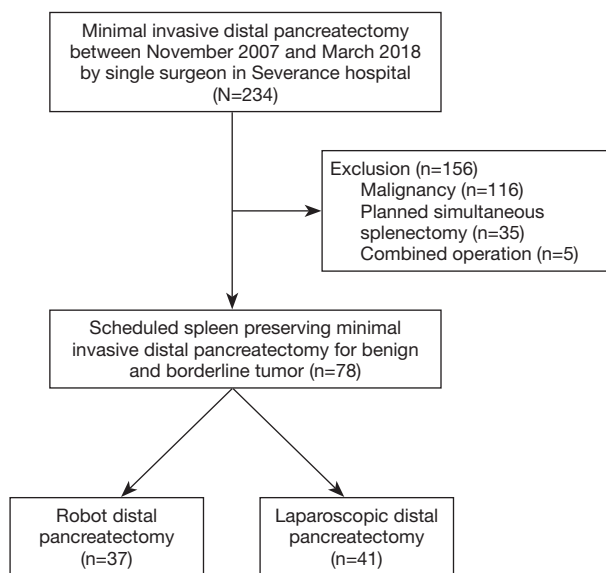 Minimal invasive distal pancreatectomy
between November 2007 and March 2018
by single surgeon in Severance hospital
(N=234)
Exclusion (n=156)
Malignancy (n=116)
Planned simultaneous
splenectomy (n=35)
Combined operation (n=5)
Scheduled spleen preserving minimal
invasive distal pancreatectomy for benign
and borderline tumor (n=78)
Robot distal
pancreatectomy
(n=37)
Laparoscopic distal
pancreatectomy
(n=41)